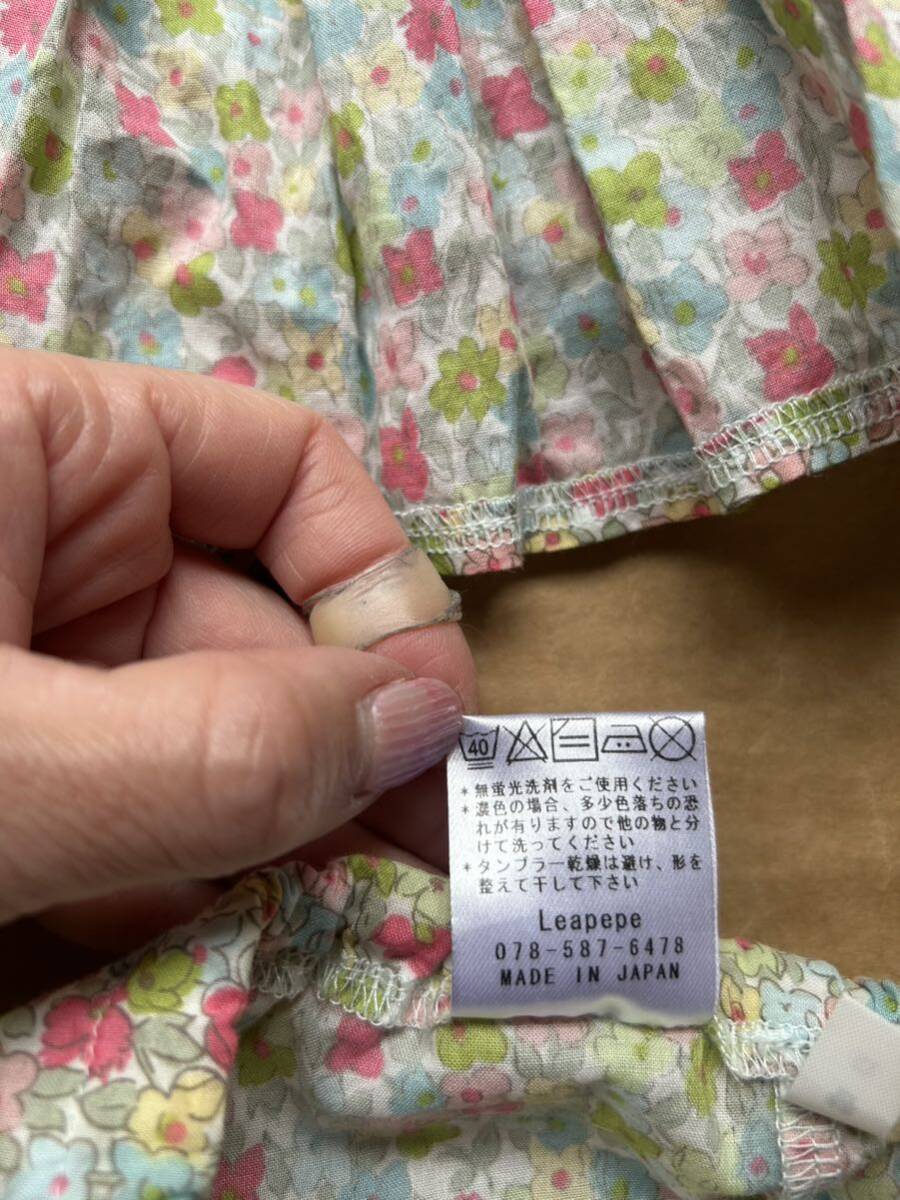 40
*無蛍光洗剤をご使用ください
*濃色の場合、多少色落ちの恐
れが有りますので他の物と分
けて洗ってください
*タンブラー乾燥は避け、形を
整えて干して下さい
Leapepe
078-587-6478
MADE IN JAPAN